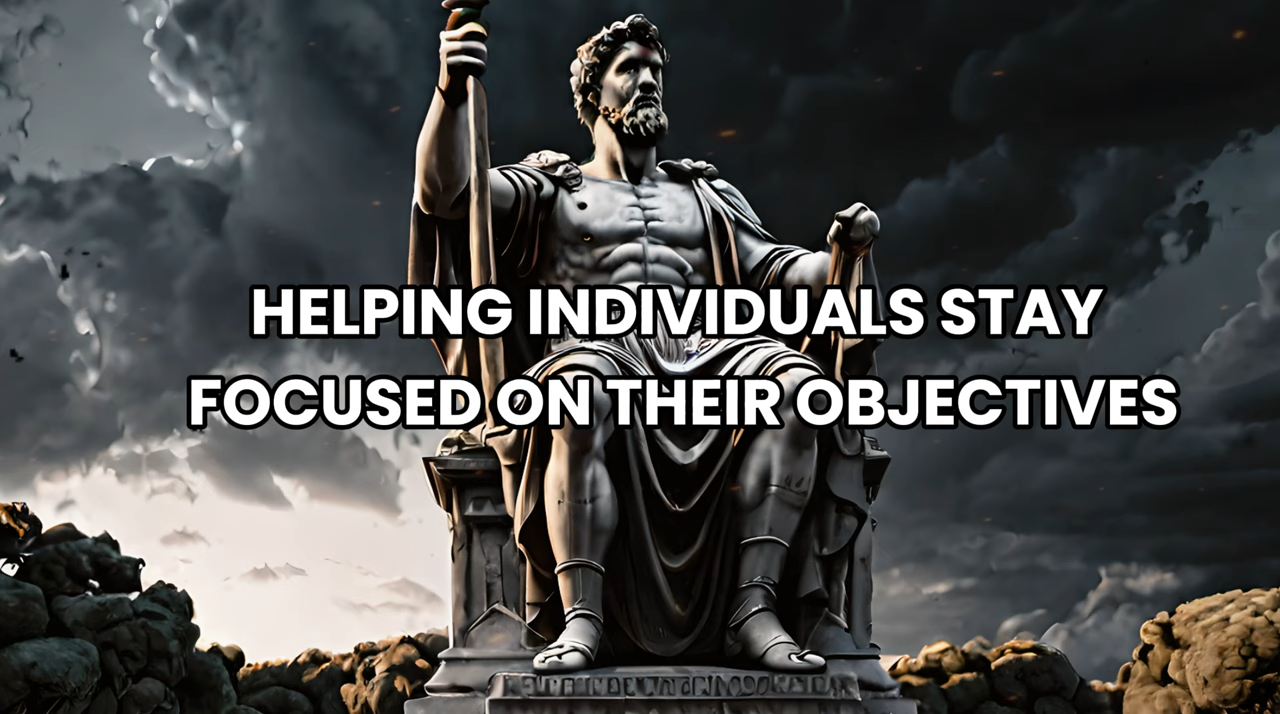 HELPING INDIVIDUALS STAY
FOCUSED ON THEIR OBJECTIVES